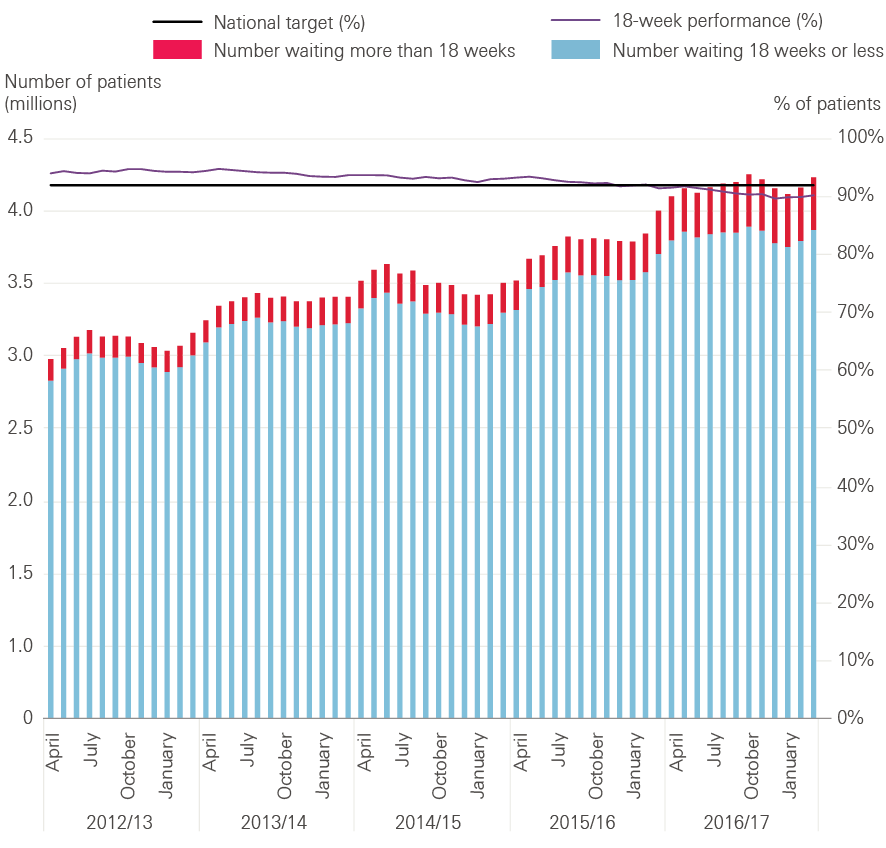 National target (%)
18-week performance (%)
Number waiting more than 18 weeks
Number waiting 18 weeks or less
Number of patients
(millions)
% of patients
4.5
100%
4.0
90%
80%
3.5
70%
3.0
60%
2.5
50%
2.0
40%
30%
1.5
20%
1.0
10%
0
0%
April
July
October
January
April
July
October
January
April
July
October
January
April
July
October
January
April
July
October
January
2012/13
2013/14
2014/15
2015/16
2016/17